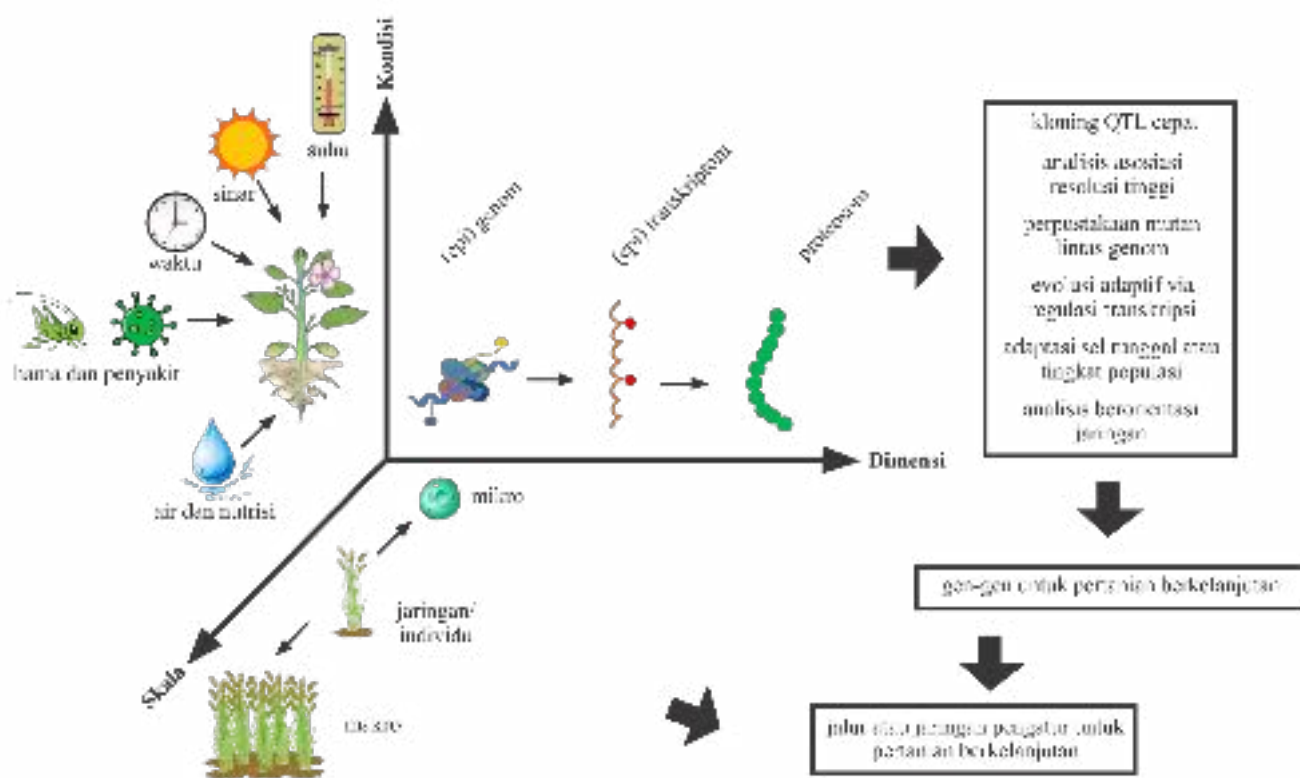 Kondisi
suhu
sinar
waktu
hama dan penyakit
air dan nutrisi
(epi) genom
(epi) transkriptom
proteosom
Dimensi
mikro
jaringan/
individu
makro
Skala
kloning QTL cepat
analisis asosiasi
resolusi tinggi
perpustakaan mutan
lintas genom
evolusi adaptif via
regulasi transkripsi
adaptasi sel tunggal atau
tingkat populasi
analisis berorientasi
jaringan
gen-gen untuk pertanian berkelanjutan
jalur atau jaringan pengatur untuk
pertanian berkelanjutan